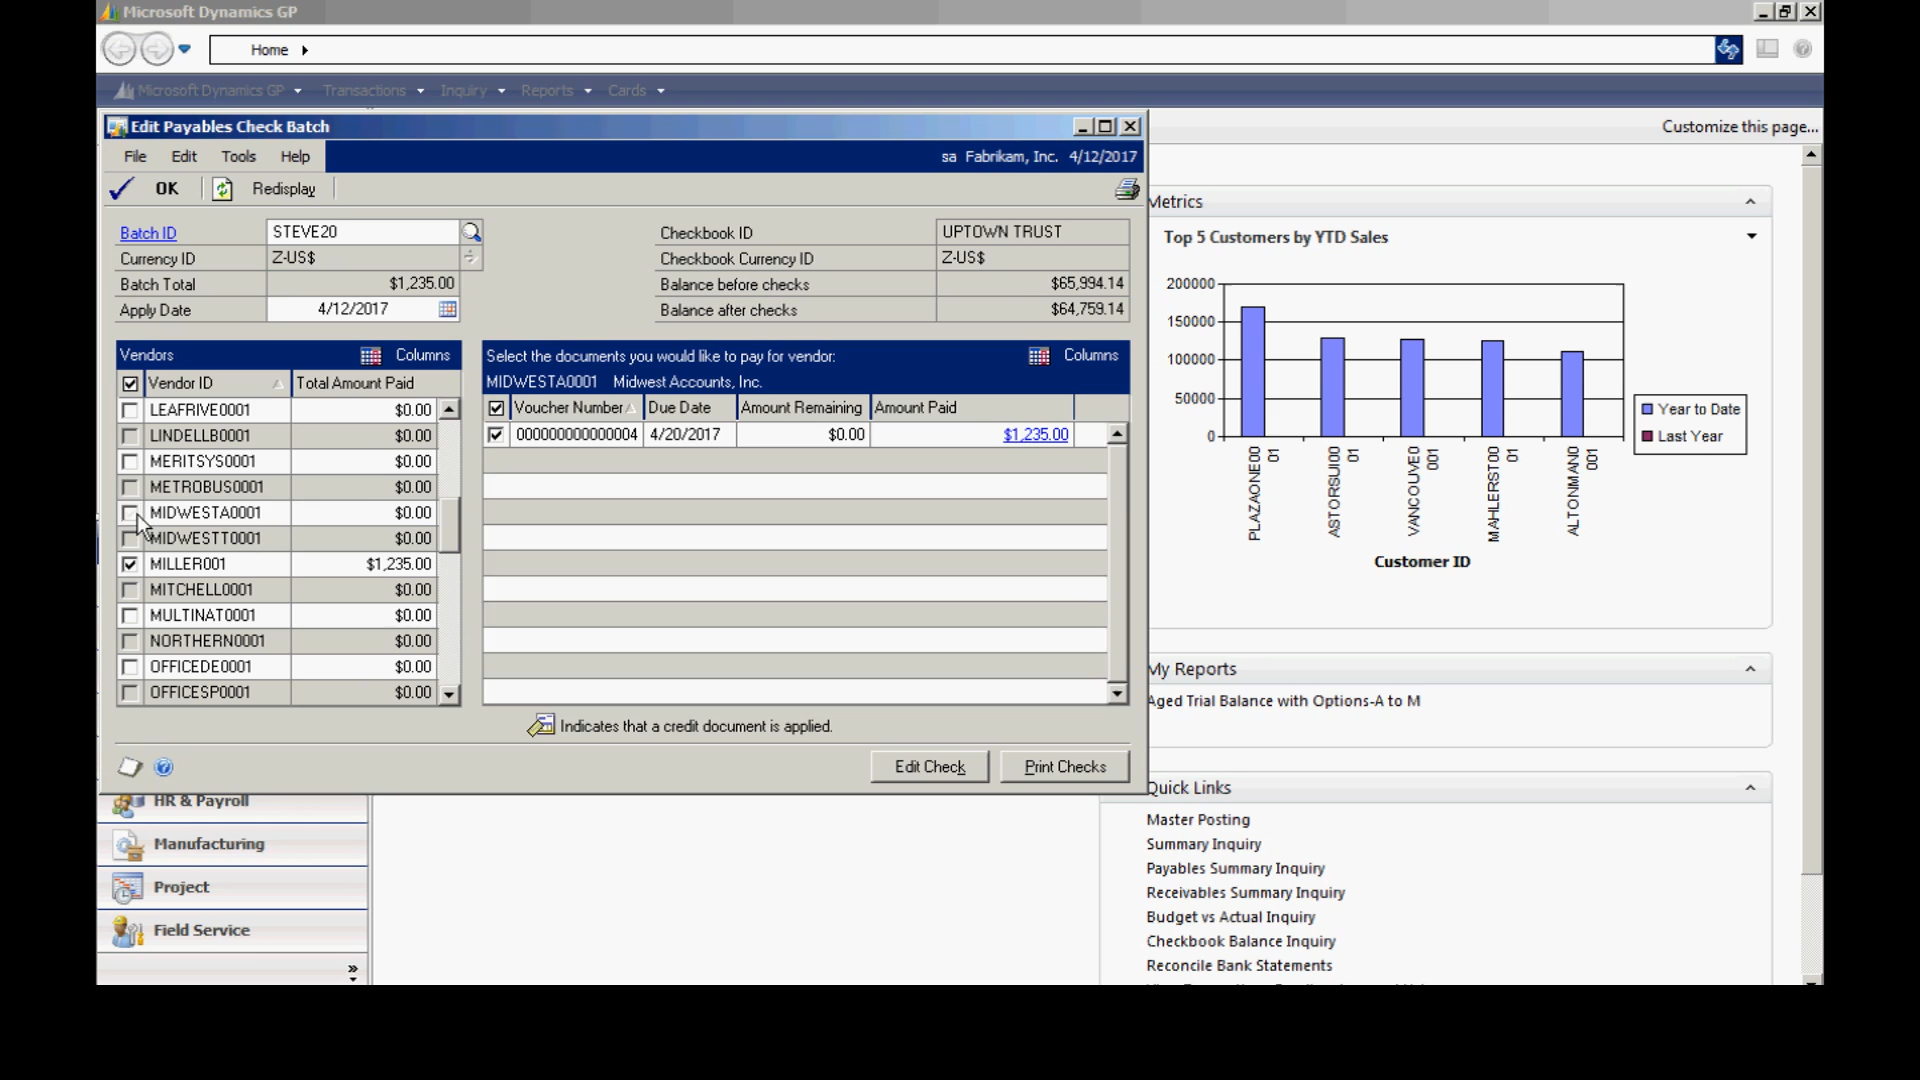 Microsoft Dynamics GP
Home
Microsoft Dynamics GP Transactions Inquiry Reports Cards
Customize this page...
Edit Payables Check Batch
File Edit Tools Help
sa Fabrikam, Inc. 4/12/2017
OK Redisplay
Batch ID STEVE20
Currency ID Z-US$
Batch Total $1,235.00
Apply Date 4/12/2017
Checkbook ID UPTOWN TRUST
Checkbook Currency ID Z-US$
Balance before checks $65,994.14
Balance after checks $64,759.14
Vendors Columns
Vendor ID Total Amount Paid
LEAFRIVE0001 $0.00
LINDELLB0001 $0.00
MERITSYS0001 $0.00
METROBUS0001 $0.00
MIDWESTA0001 $0.00
MIDWESTT0001 $0.00
MILLER001 $1,235.00
MITCHELL0001 $0.00
MULTINAT0001 $0.00
NORTHERN0001 $0.00
OFFICEDE0001 $0.00
OFFICESP0001 $0.00
Select the documents you would like to pay for vendor: Columns
MIDWESTA0001 Midwest Accounts, Inc.
Voucher Number Due Date Amount Remaining Amount Paid
000000000000004 4/20/2017 $0.00 $1,235.00
Indicates that a credit document is applied.
Edit Check Print Checks
HR & Payroll
Manufacturing
Project
Field Service
Metrics
Top 5 Customers by YTD Sales
200000
150000
100000
50000
0
PLAZAONE00
01
ASTORSUI00
01
VANCOUVE0
001
MAHLERST00
01
ALTONMAN0
001
Customer ID
Year to Date
Last Year
My Reports
Aged Trial Balance with Options-A to M
Quick Links
Master Posting
Summary Inquiry
Payables Summary Inquiry
Receivables Summary Inquiry
Budget vs Actual Inquiry
Checkbook Balance Inquiry
Reconcile Bank Statements